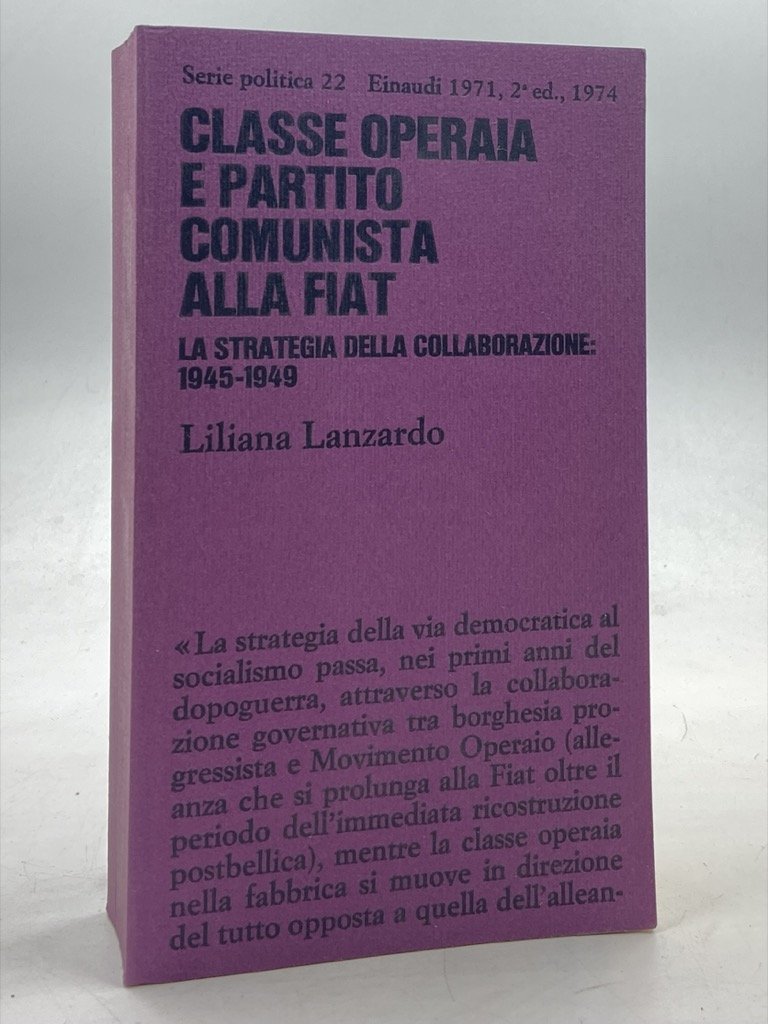 Serie politica 22 Einaudi 1971, 2ª ed., 1974
CLASSE OPERAIA
E PARTITO
COMUNISTA
ALLA FIAT
LA STRATEGIA DELLA COLLABORAZIONE:
1945-1949
Liliana Lanzardo
«La strategia della via democratica al
socialismo passa, nei primi anni del
dopoguerra, attraverso la collabora-
zione governativa tra borghesia pro-
gressista e Movimento Operaio (alle-
anza che si prolunga alla Fiat oltre il
periodo dell'immediata ricostruzione
postbellica), mentre la classe operaia
nella fabbrica si muove in direzione
del tutto opposta a quella dell'allean-